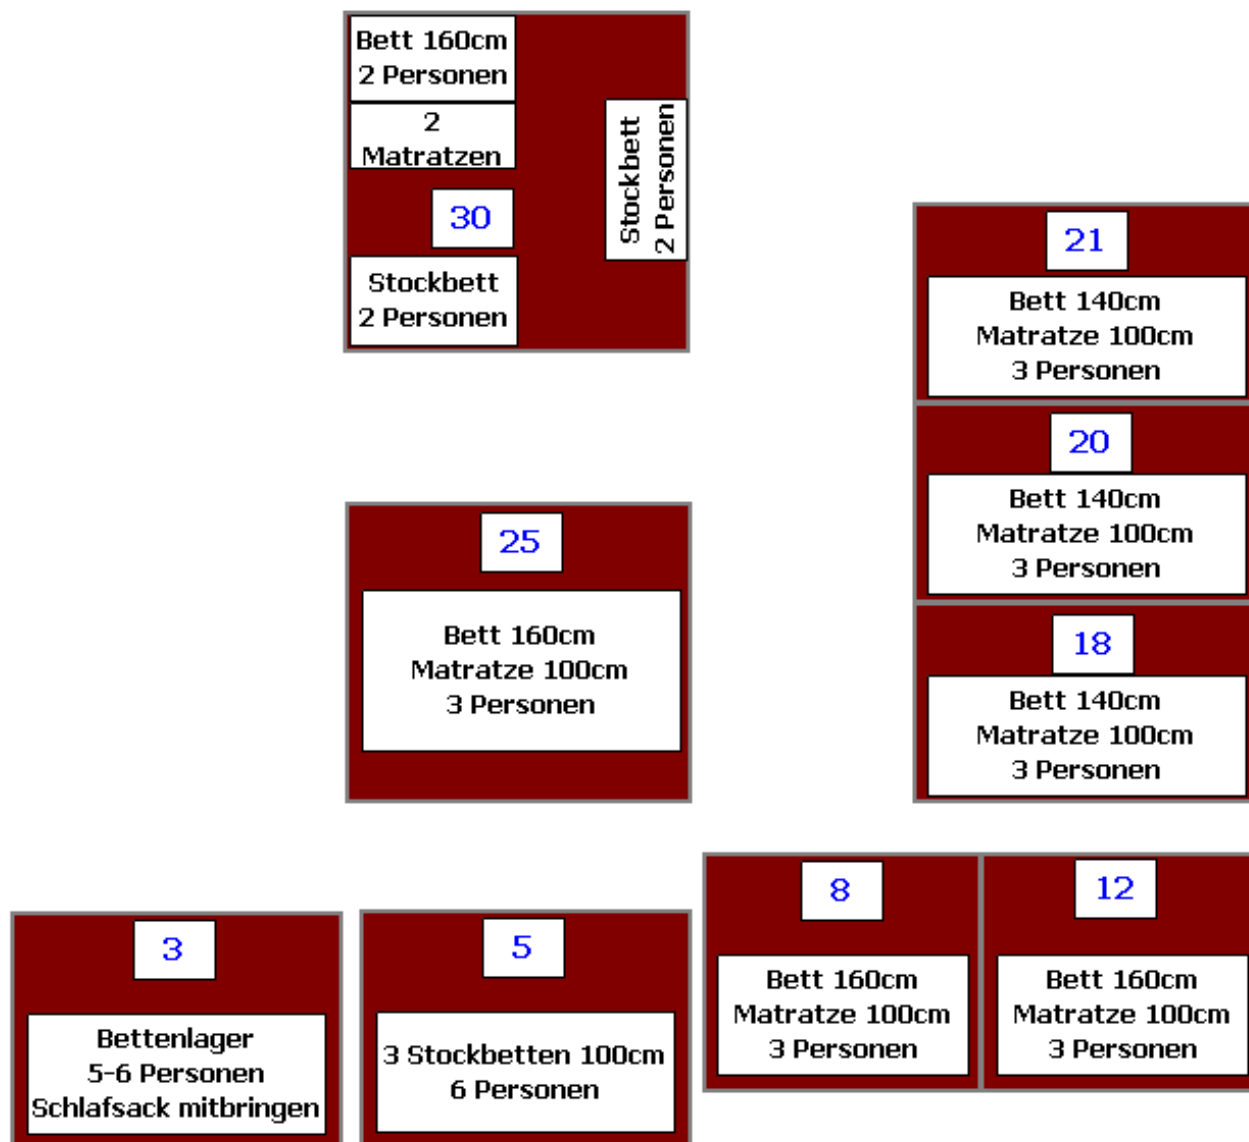 Bett 160cm
2 Personen
2
Matratzen
30
Stockbett
2 Personen
Stockbett
2 Personen
21
Bett 140cm
Matratze 100cm
3 Personen
20
Bett 140cm
Matratze 100cm
3 Personen
18
Bett 140cm
Matratze 100cm
3 Personen
25
Bett 160cm
Matratze 100cm
3 Personen
3
Bettenlager
5-6 Personen
Schlafsack mitbringen
5
3 Stockbetten 100cm
6 Personen
8
Bett 160cm
Matratze 100cm
3 Personen
12
Bett 160cm
Matratze 100cm
3 Personen